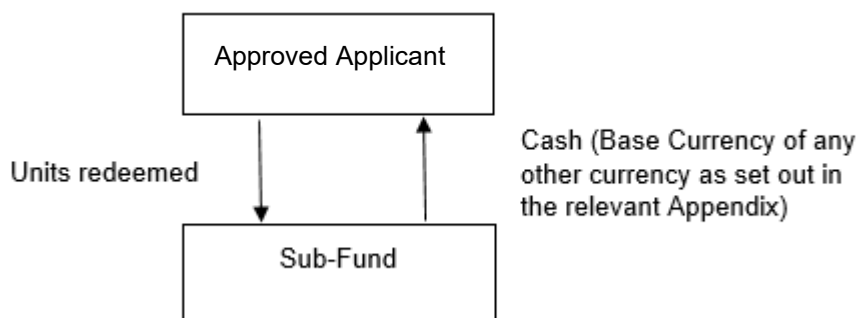 Approved Applicant
Units redeemed
Cash (Base Currency of any
other currency as set out in
the relevant Appendix)
Sub-Fund